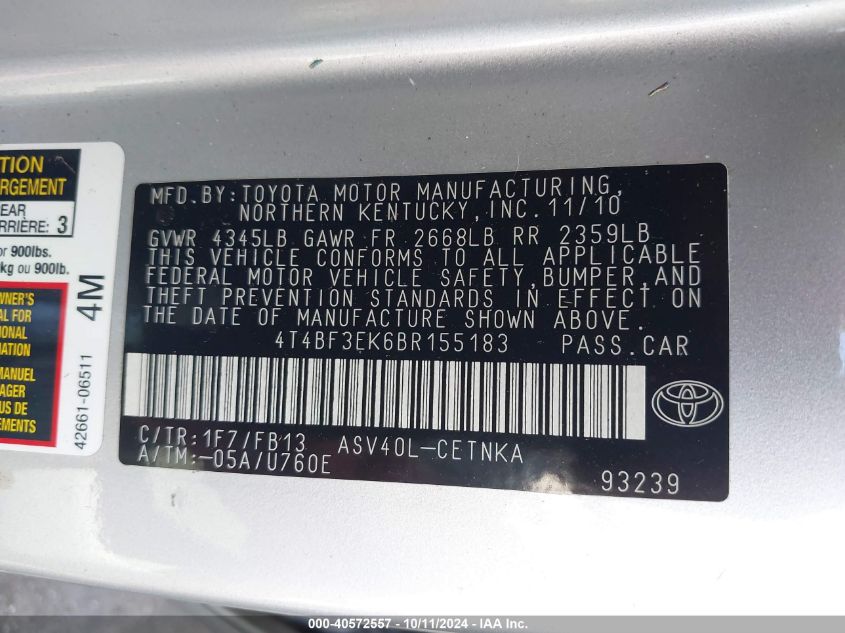 TION
RGEMENT
EAR
RRIÈRE: 3
or 900lbs.
kg ou 900lb.
WNER'S
AL FOR
ONAL
MATION
MANUEL
AGER
US DE
TS
4M
42661-06511
MFD.BY:TOYOTA MOTOR MANUFACTURING,
NORTHERN KENTUCKY,INC.11/10
GVWR 4345LB GAWR FR 2668LB RR 2359LB
THIS VEHICLE CONFORMS TO ALL APPLICABLE
FEDERAL MOTOR VEHICLE SAFETY,BUMPER,AND
THEFT PREVENTION STANDARDS IN EFFECT ON
THE DATE OF MANUFACTURE SHOWN ABOVE.
4T4BF3EK6BR155183 PASS.CAR
C/TR:1F7/FB13 ASV40L-CETNKA
A/TM:-05A/U760E
93239
000-40572557 - 10/11/2024 - IAA Inc.